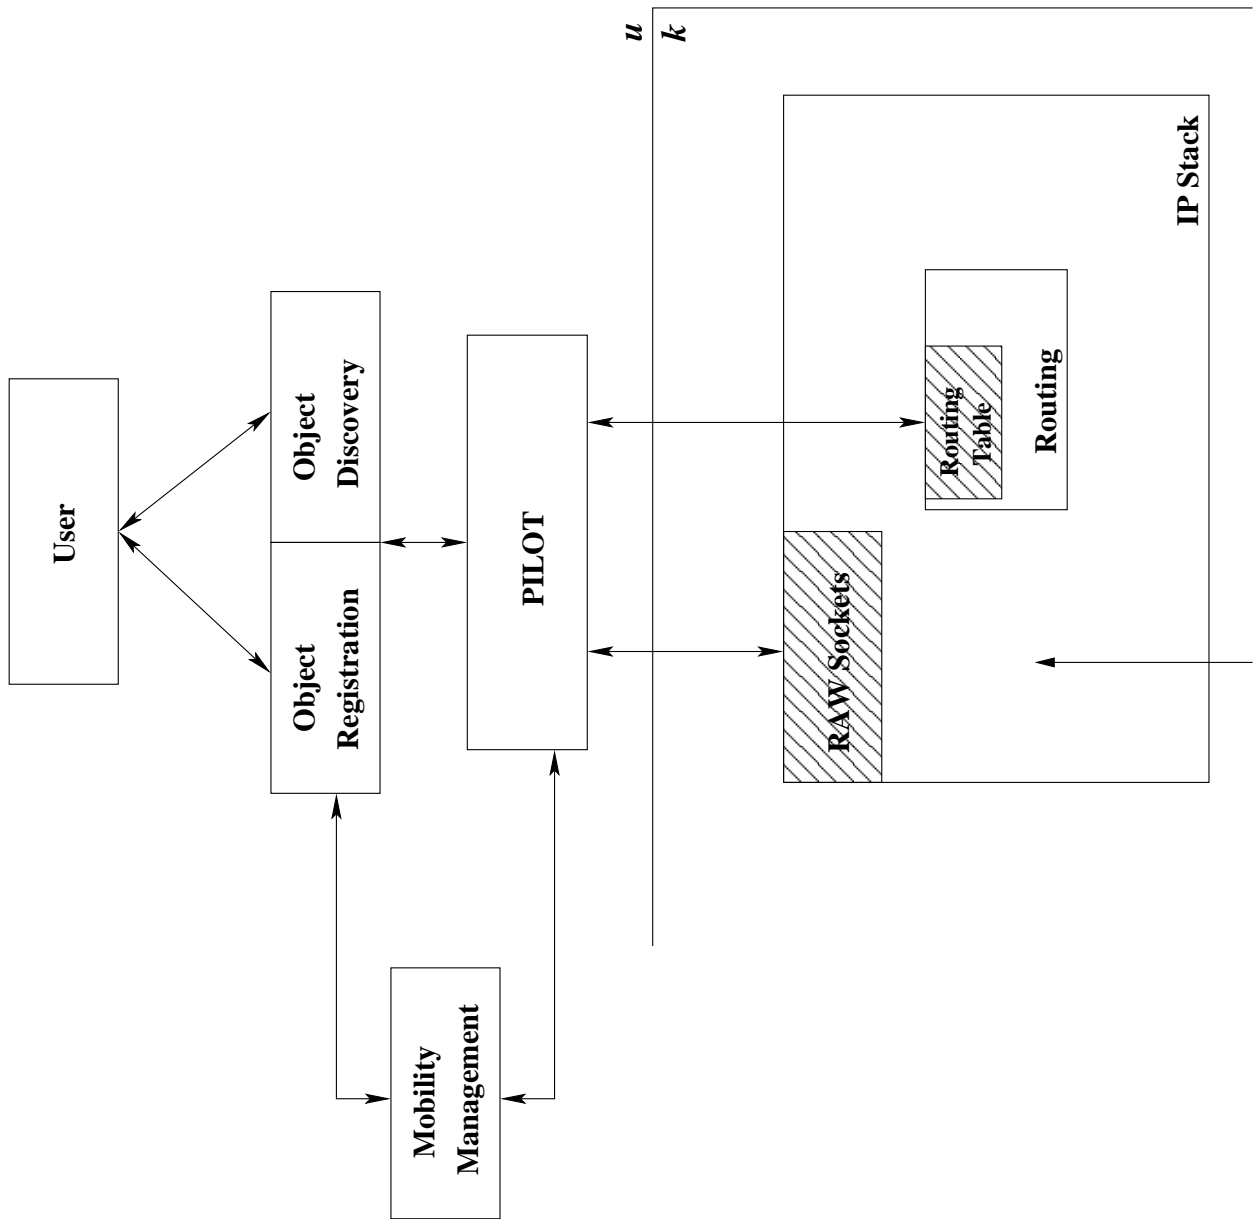 User
Object
Registration
Object
Discovery
Mobility
Management
PILOT
u
k
RAW Sockets
Routing
Table
Routing
IP Stack